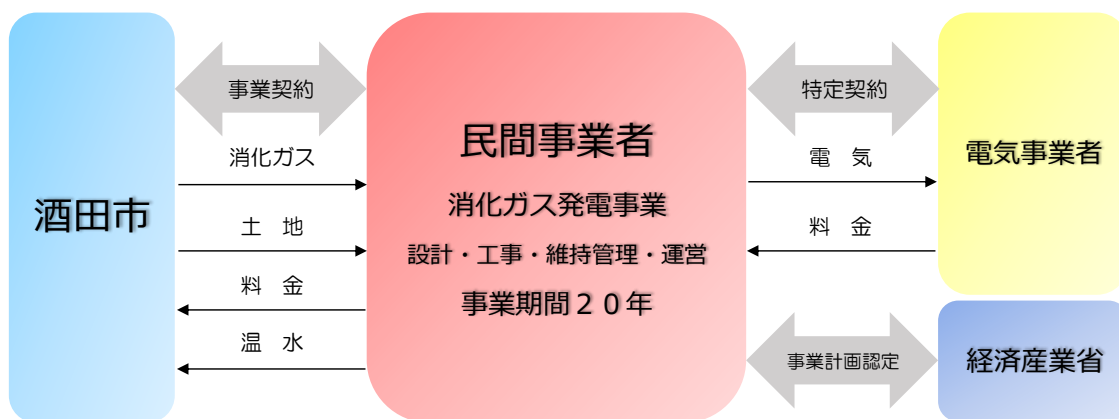 酒田市
事業契約
消化ガス
土　地
料　金
温　水
民間事業者
消化ガス発電事業
設計・工事・維持管理・運営
事業期間２０年
特定契約
電　気
料　金
事業計画認定
電気事業者
経済産業省